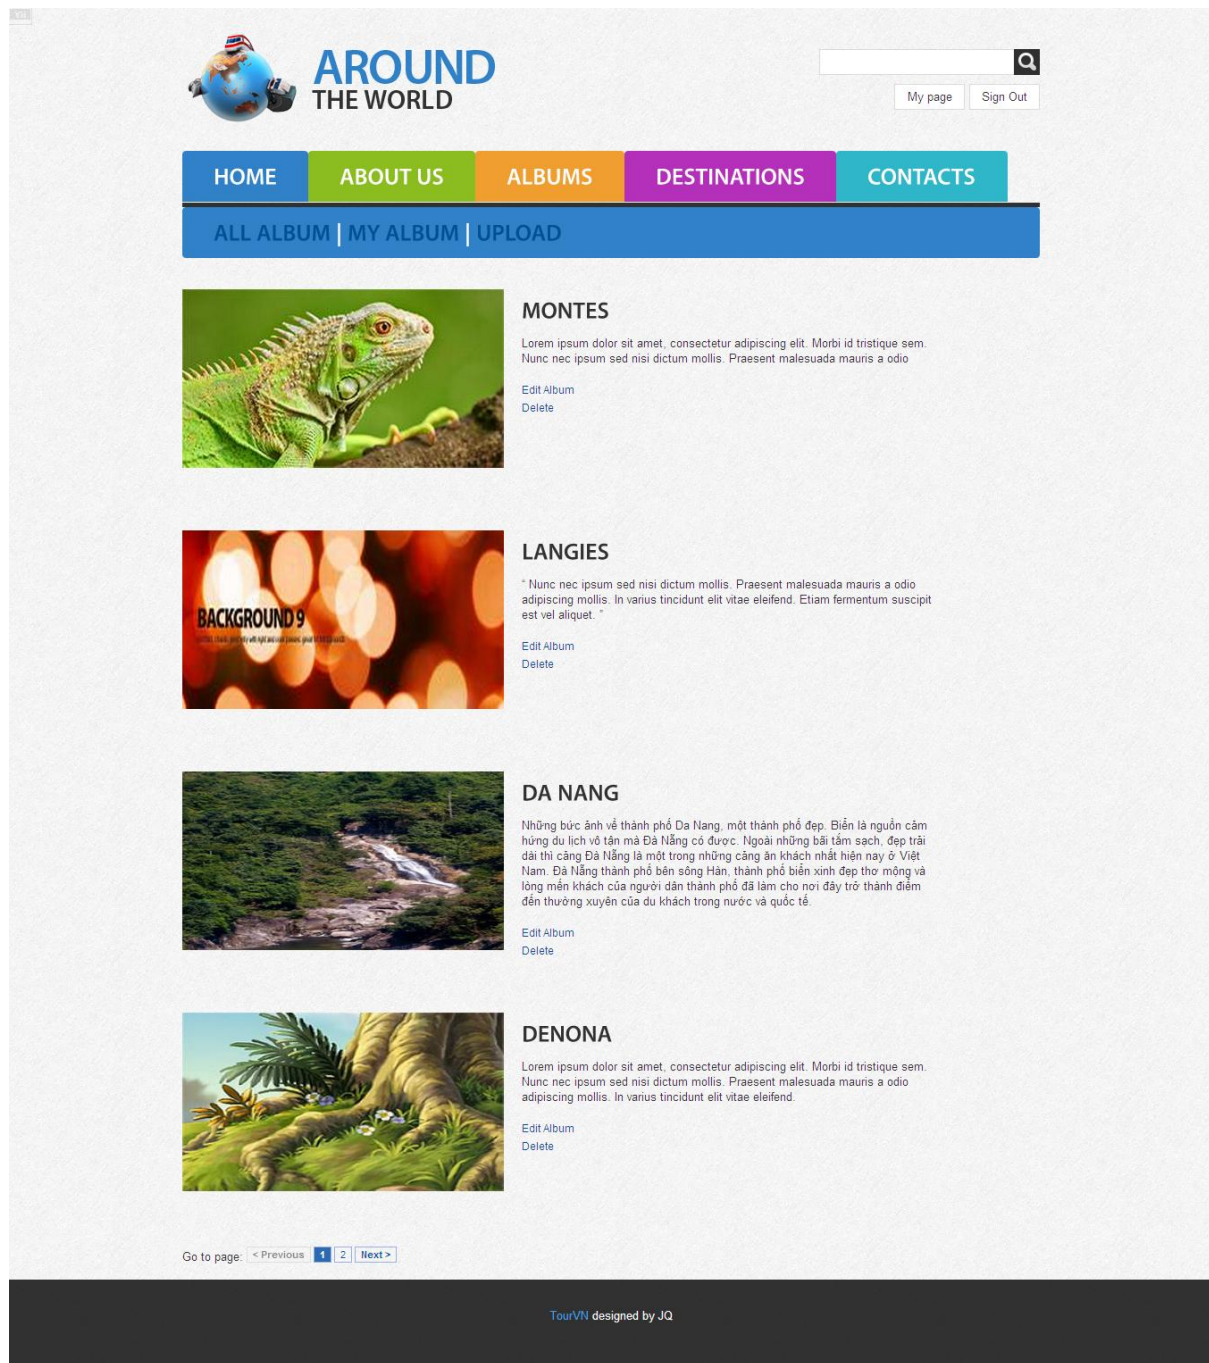 AROUND
THE WORLD
My page
Sign Out
HOME
ABOUT US
ALBUMS
DESTINATIONS
CONTACTS
ALL ALBUM | MY ALBUM | UPLOAD
MONTES
Lorem ipsum dolor sit amet, consectetur adipiscing elit. Morbi id tristique sem.
Nunc nec ipsum sed nisi dictum mollis. Praesent malesuada mauris a odio
Edit Album
Delete
LANGIES
“ Nunc nec ipsum sed nisi dictum mollis. Praesent malesuada mauris a odio
adipiscing mollis. In varius tincidunt elit vitae eleifend. Etiam fermentum suscipit
est vel aliquet. ”
BACKGROUND 9
Edit Album
Delete
DA NANG
Những bức ảnh về thành phố Da Nang, một thành phố đẹp. Biển là nguồn cảm
hứng du lịch vô tận mà Đà Nẵng có được. Ngoài những bãi tắm sạch, đẹp trải
dài thì cảng Đà Nẵng là một trong những cảng ăn khách nhất hiện nay ở Việt
Nam. Đà Nẵng thành phố bên sông Hàn, thành phố biển xinh đẹp thơ mộng và
lòng mến khách của người dân thành phố đã làm cho nơi đây trở thành điểm
đến thường xuyên của du khách trong nước và quốc tế.
Edit Album
Delete
DENONA
Lorem ipsum dolor sit amet, consectetur adipiscing elit. Morbi id tristique sem.
Nunc nec ipsum sed nisi dictum mollis. Praesent malesuada mauris a odio
adipiscing mollis. In varius tincidunt elit vitae eleifend.
Edit Album
Delete
Go to page: < Previous 1 2 Next >
TourVN designed by JQ